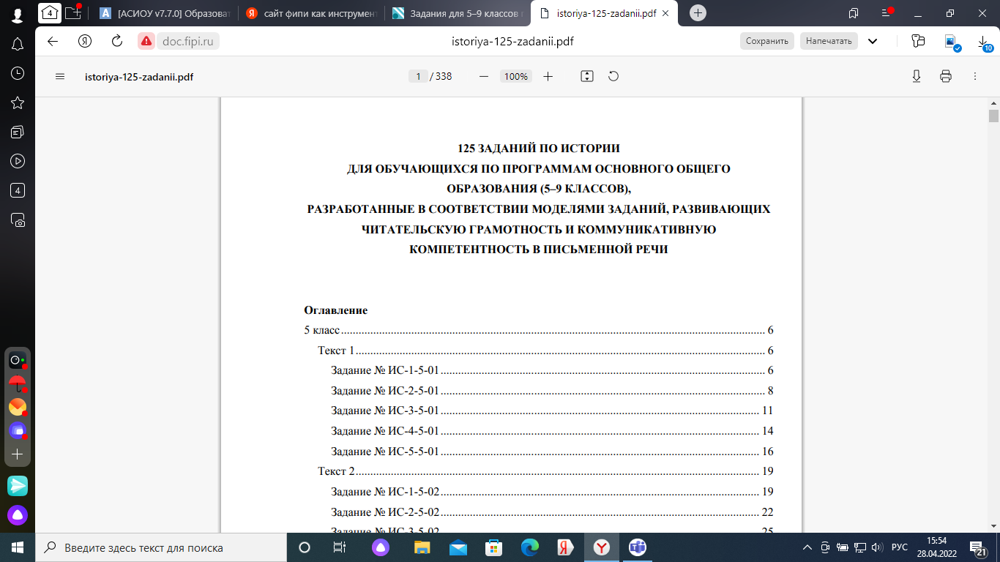 4
[АСИОУ v7.7.0] Образоват
сайт фипи как инструмент
Задания для 5–9 классов
istoriya-125-zadanii.pdf
doc.fipi.ru
istoriya-125-zadanii.pdf
Сохранить
Напечатать
10
istoriya-125-zadanii.pdf
1 / 338
100%
4
125 ЗАДАНИЙ ПО ИСТОРИИ
ДЛЯ ОБУЧАЮЩИХСЯ ПО ПРОГРАММАМ ОСНОВНОГО ОБЩЕГО
ОБРАЗОВАНИЯ (5–9 КЛАССОВ),
РАЗРАБОТАННЫЕ В СООТВЕТСТВИИ МОДЕЛЯМИ ЗАДАНИЙ, РАЗВИВАЮЩИХ
ЧИТАТЕЛЬСКУЮ ГРАМОТНОСТЬ И КОММУНИКАТИВНУЮ
КОМПЕТЕНТНОСТЬ В ПИСЬМЕННОЙ РЕЧИ
Оглавление
5 класс 6
Текст 1 6
Задание № ИС-1-5-01 6
Задание № ИС-2-5-01 8
Задание № ИС-3-5-01 11
Задание № ИС-4-5-01 14
Задание № ИС-5-5-01 16
Текст 2 19
Задание № ИС-1-5-02 19
Задание № ИС-2-5-02 22
Задание № ИС-3-5-02 25
Введите здесь текст для поиска
РУС
15:54
28.04.2022
21